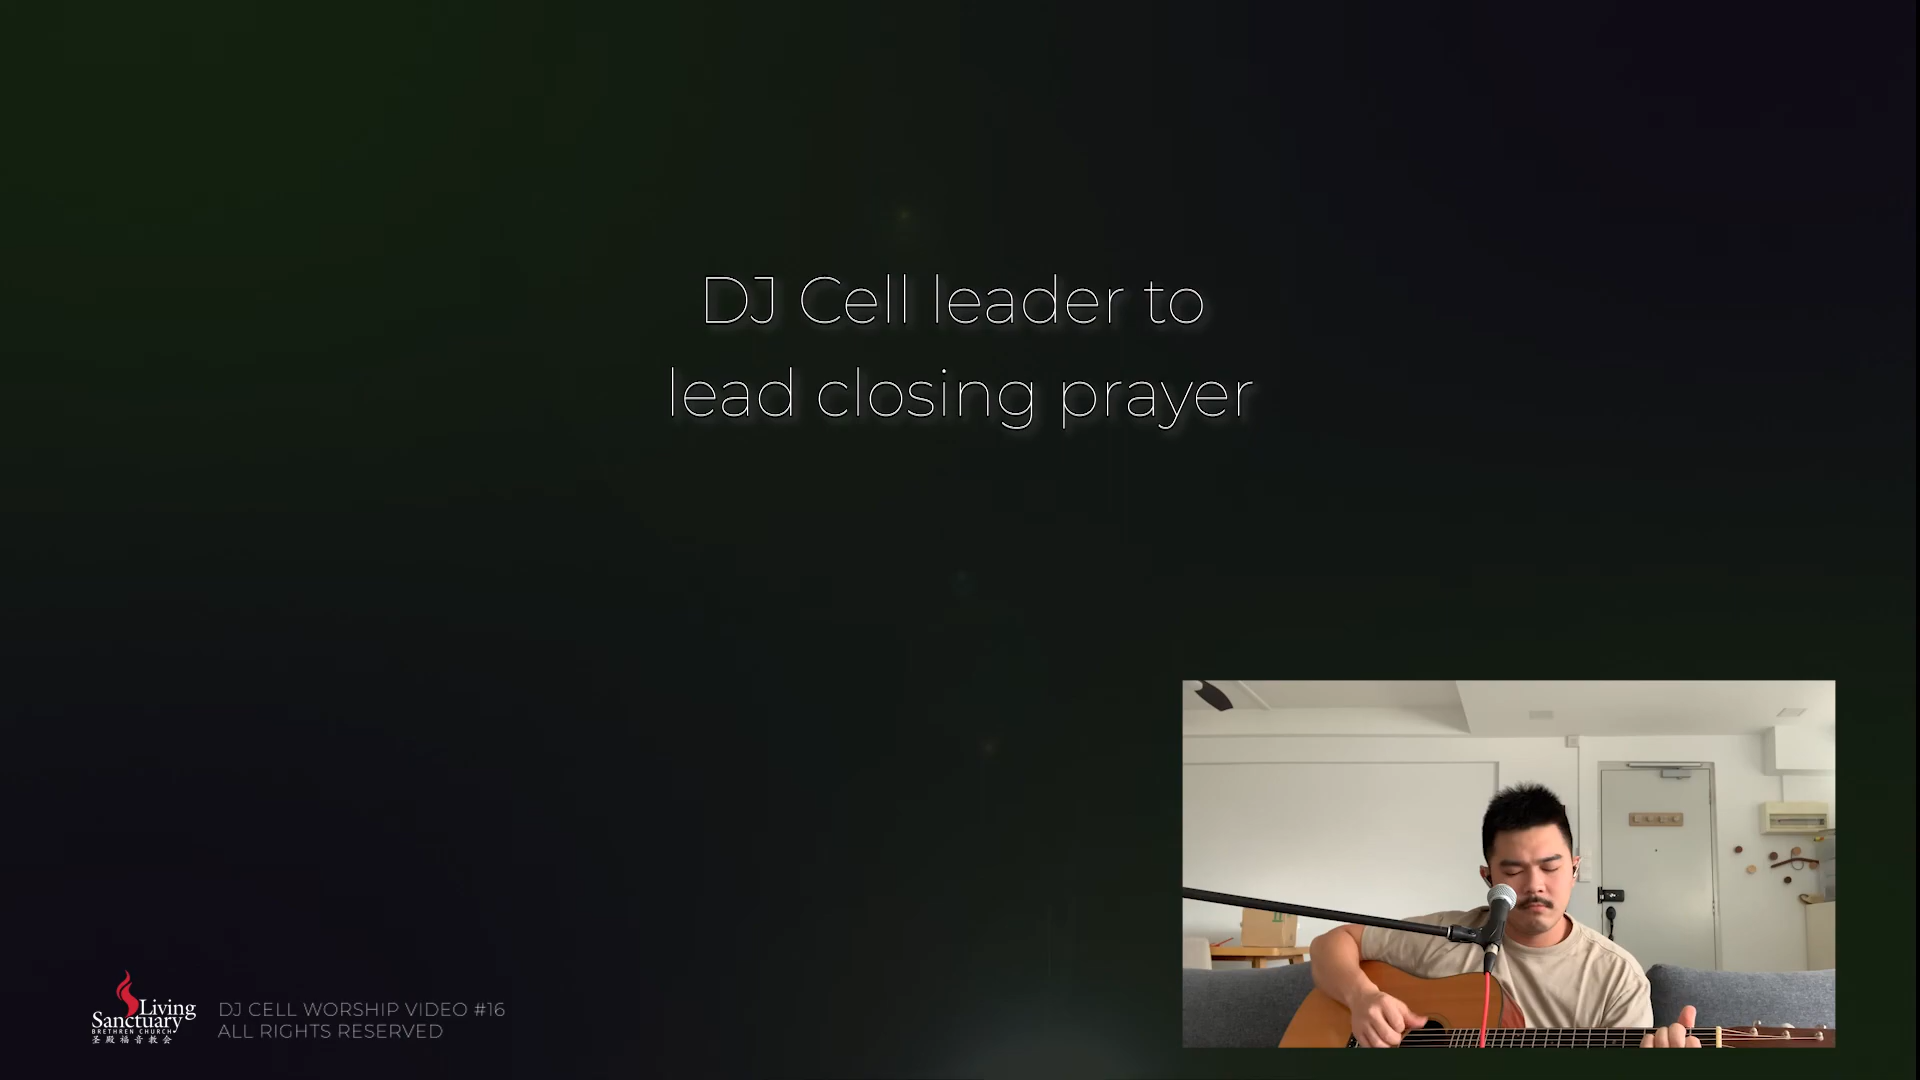 DJ Cell leader to
lead closing prayer
Living
Sanctuary
BRETHREN CHURCH
圣殿福音教会
DJ CELL WORSHIP VIDEO #16
ALL RIGHTS RESERVED